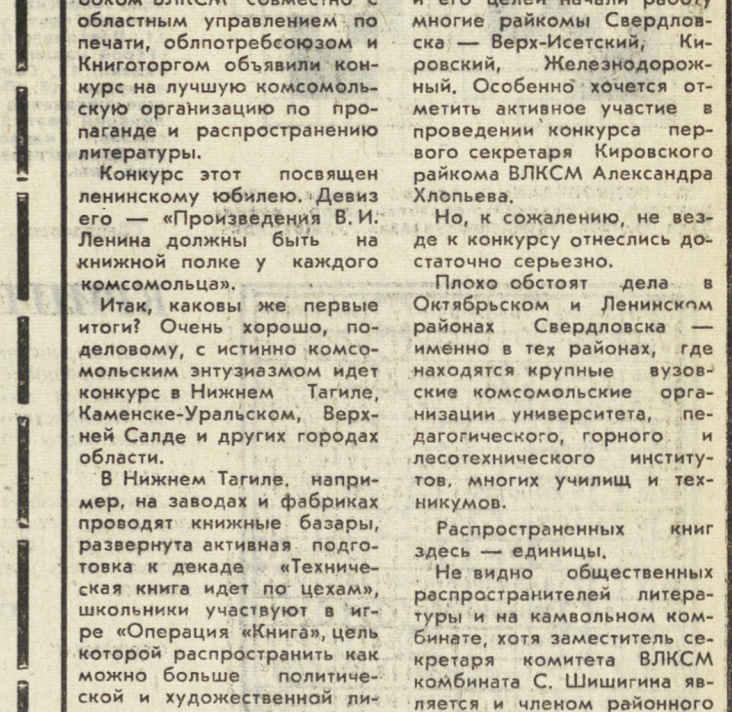 обком ВЛКСМ совместно с
областным управлением по
печати, облпотребсоюзом и
Книготоргом объявили кон-
курс на лучшую комсомоль-
скую организацию по про-
паганде и распространению
литературы.
Конкурс этот посвящен
ленинскому юбилею. Девиз
его — «Произведения В. И.
Ленина должны быть на
книжной полке у каждого
комсомольца».
Итак, каковы же первые
итоги? Очень хорошо, по-
деловому, с истинно комсо-
мольским энтузиазмом идет
конкурс в Нижнем Тагиле,
Каменске-Уральском, Верх-
ней Салде и других городах
области.
В Нижнем Тагиле, напри-
мер, на заводах и фабриках
проводят книжные базары,
развернута активная подго-
товка к декаде «Техниче-
ская книга идет по цехам»,
школьники участвуют в иг-
ре «Операция «Книга», цель
которой распространить как
можно больше политиче-
ской и художественной ли-
и его целей начали работу
многие райкомы Свердлов-
ска — Верх-Исетский, Ки-
ровский, Железнодорож-
ный. Особенно хочется от-
метить активное участие в
проведении конкурса пер-
вого секретаря Кировского
райкома ВЛКСМ Александра
Хлопьева.
Но, к сожалению, не вез-
де к конкурсу отнеслись до-
статочно серьезно.
Плохо обстоят дела в
Октябрьском и Ленинском
районах Свердловска —
именно в тех районах, где
находятся крупные вузов-
ские комсомольские орга-
низации университета, пе-
дагогического, горного и
лесотехнического институ-
тов, многих училищ и тех-
никумов.
Распространенных книг
здесь — единицы.
Не видно общественных
распространителей литера-
туры и на камвольном ком-
бинате, хотя заместитель се-
кретаря комитета ВЛКСМ
комбината С. Шишигина яв-
ляется и членом районного